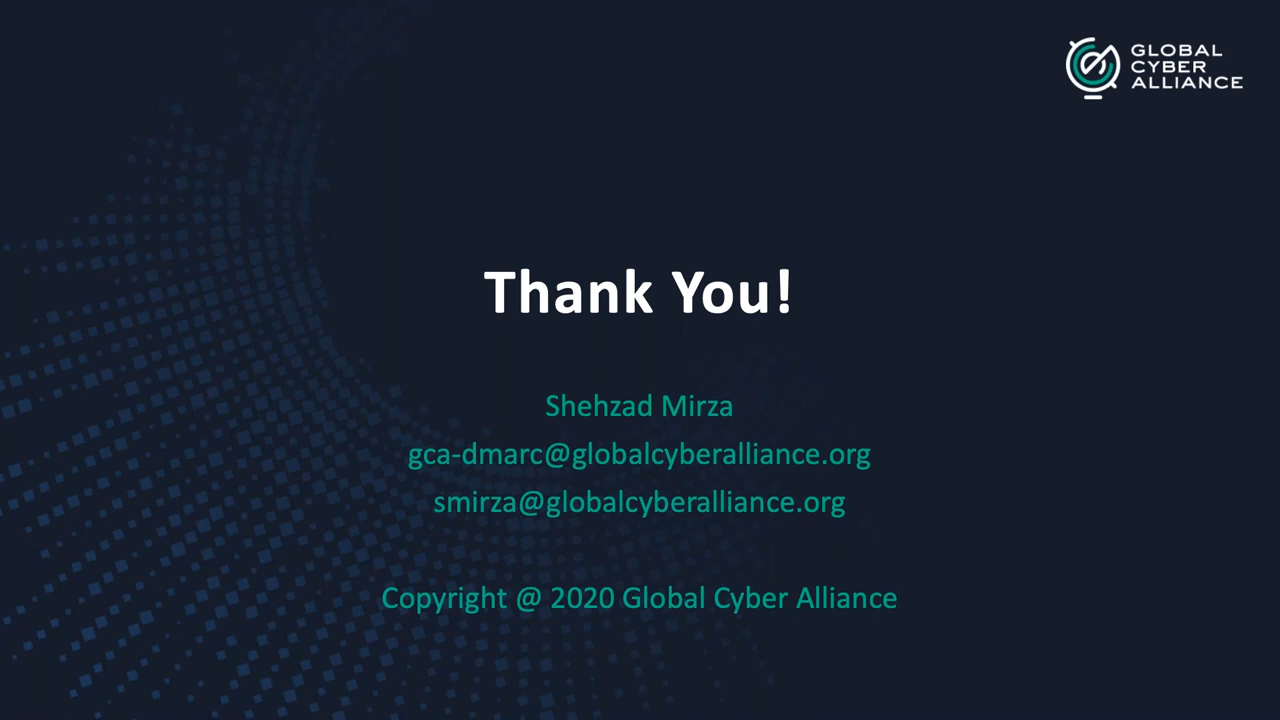 GLOBAL
CYBER
ALLIANCE
Thank You!
Shehzad Mirza
gca-dmarc@globalcyberalliance.org
smirza@globalcyberalliance.org
Copyright @ 2020 Global Cyber Alliance